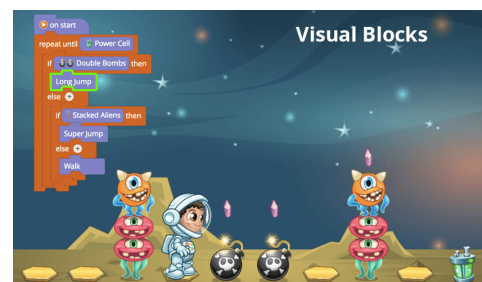 on start
Visual Blocks
repeat until Power Cell
if Double Bombs then
Long Jump
else
if Stacked Aliens then
Super Jump
else
Walk